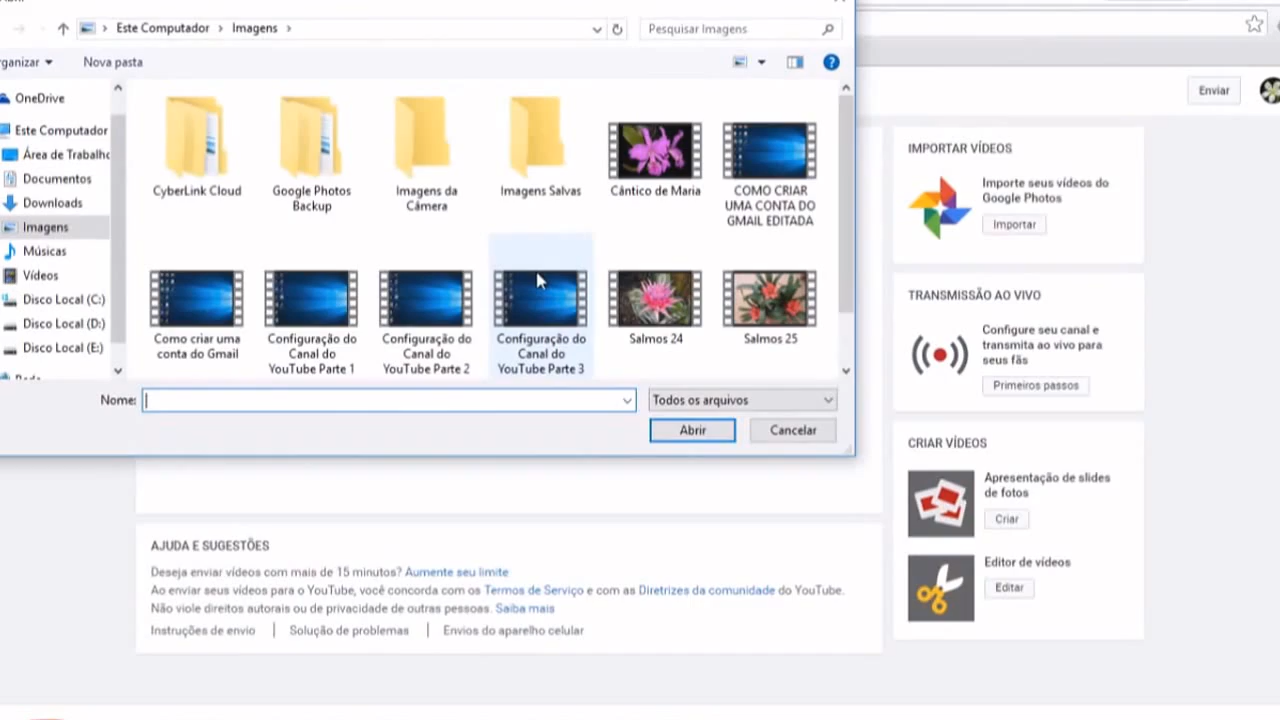 Este Computador > Imagens >
Pesquisar Imagens
Nova pasta
OneDrive
Este Computador
Área de Trabalho
Documentos
Downloads
Imagens
Músicas
Vídeos
Disco Local (C:)
Disco Local (D:)
Disco Local (E:)
CyberLink Cloud
Google Photos
Backup
Imagens da
Câmera
Imagens Salvas
Cântico de Maria
COMO CRIAR
UMA CONTA DO
GMAIL EDITADA
Como criar uma
conta do Gmail
Configuração do
Canal do
YouTube Parte 1
Configuração do
Canal do
YouTube Parte 2
Configuração do
Canal do
YouTube Parte 3
Salmos 24
Salmos 25
Nome:
Todos os arquivos
Abrir
Cancelar
Enviar
IMPORTAR VÍDEOS
Importe seus vídeos do
Google Photos
Importar
TRANSMISSÃO AO VIVO
Configure seu canal e
transmita ao vivo para
seus fãs
Primeiros passos
CRIAR VÍDEOS
Apresentação de slides
de fotos
Criar
Editor de vídeos
Editar
AJUDA E SUGESTÕES
Deseja enviar vídeos com mais de 15 minutos? Aumente seu limite
Ao enviar seus vídeos para o YouTube, você concorda com os Termos de Serviço e com as Diretrizes da comunidade do YouTube.
Não viole direitos autorais ou de privacidade de outras pessoas. Saiba mais
Instruções de envio | Solução de problemas | Envios do aparelho celular